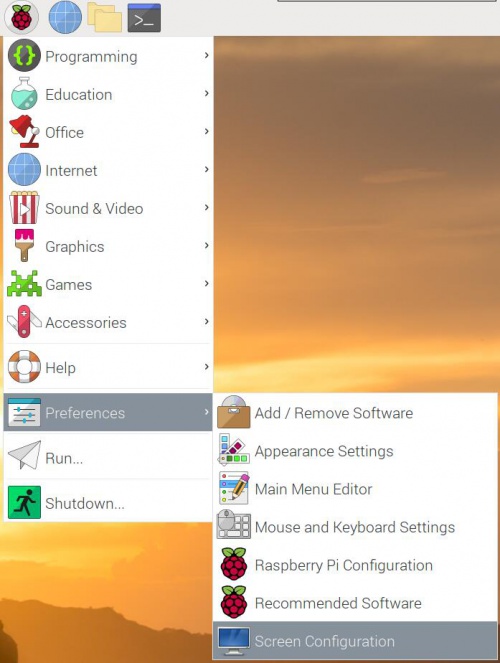 >_
Programming
Education
Office
Internet
Sound & Video
Graphics
Games
Accessories
Help
Preferences
Run...
Shutdown...
Add / Remove Software
Appearance Settings
Main Menu Editor
Mouse and Keyboard Settings
Raspberry Pi Configuration
Recommended Software
Screen Configuration